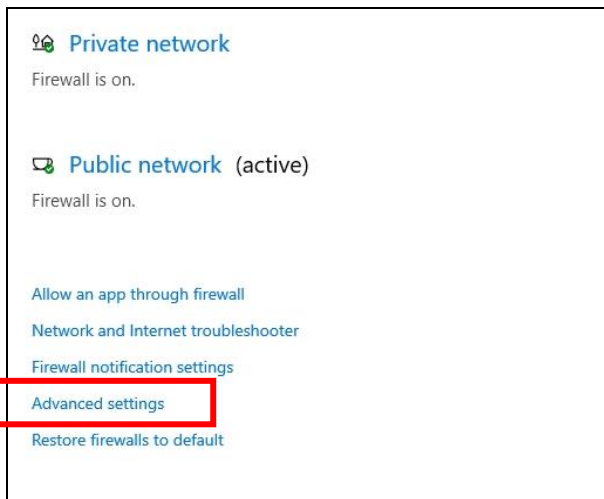 Private network
Firewall is on.
Public network (active)
Firewall is on.
Allow an app through firewall
Network and Internet troubleshooter
Firewall notification settings
Advanced settings
Restore firewalls to default